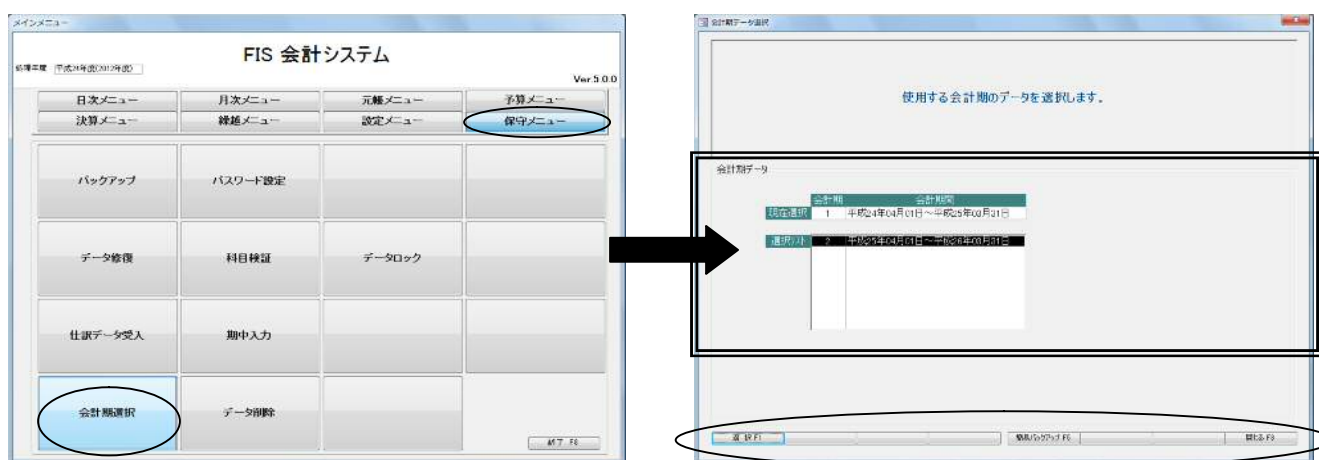 メインメニュー
FIS 会計システム
処理年度 平成24年度(2012年度)
Ver 5.0.0
日次メニュー 月次メニュー 元帳メニュー 予算メニュー
決算メニュー 繰越メニュー 設定メニュー 保守メニュー
バックアップ パスワード設定
データ修復 科目検証 データロック
仕訳データ受入 期中入力
会計期選択 データ削除
終了 F8
会計期データ選択
使用する会計期のデータを選択します。
会計期データ
会計期 会計期間
現在選択 1 平成24年04月01日～平成25年03月31日
選択リスト 2 平成25年04月01日～平成26年03月31日
選 択 F1 簡易バックアップ F6 閉じる F8